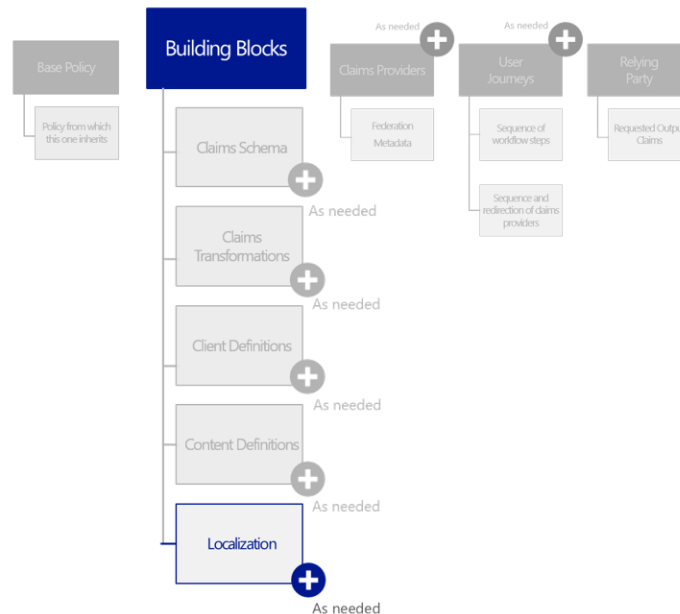 As needed
As needed
Base Policy
Building Blocks
Claims Providers
User
Journeys
Relying
Party
Policy from which
this one inherits
Federation
Metadata
Sequence of
workflow steps
Requested Output
Claims
Sequence and
redirection of claims
providers
Claims Schema
As needed
Claims
Transformations
As needed
Client Definitions
As needed
Content Definitions
As needed
Localization
As needed